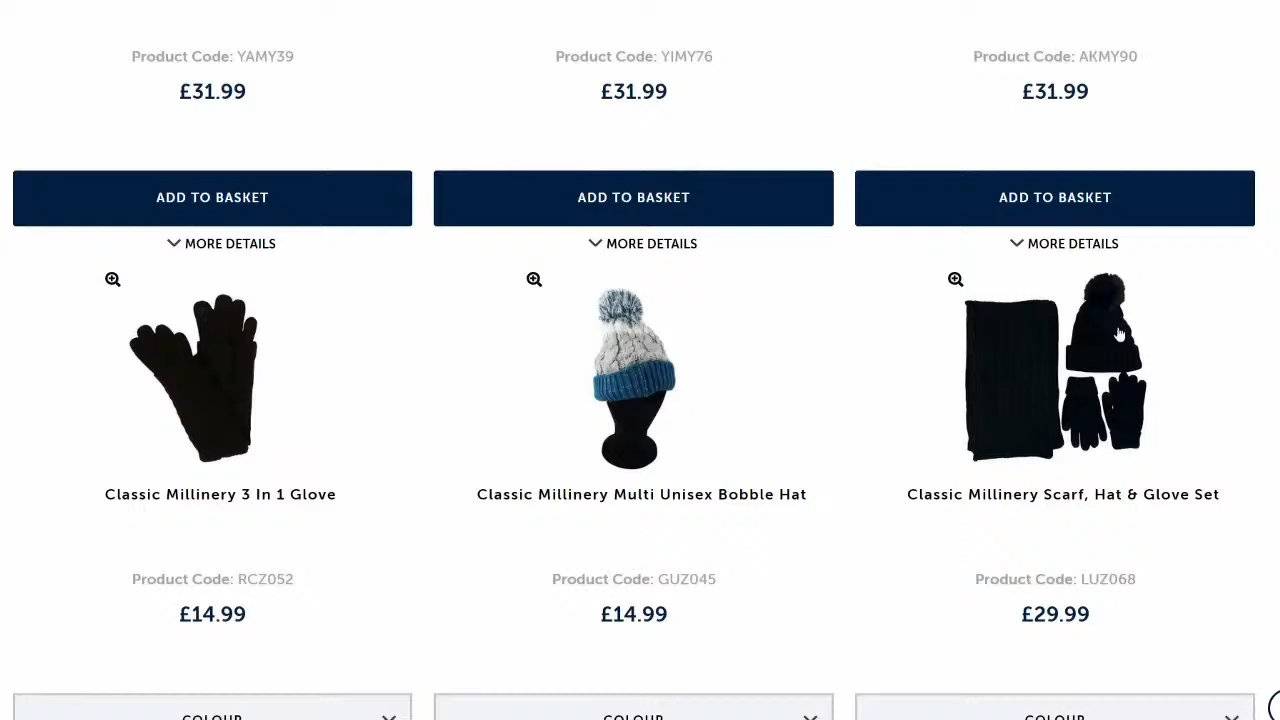 Product Code: YAMY39
Product Code: YIMY76
Product Code: AKMY90
£31.99
£31.99
£31.99
ADD TO BASKET
ADD TO BASKET
ADD TO BASKET
MORE DETAILS
MORE DETAILS
MORE DETAILS
Classic Millinery 3 In 1 Glove
Classic Millinery Multi Unisex Bobble Hat
Classic Millinery Scarf, Hat & Glove Set
Product Code: RCZ052
Product Code: GUZ045
Product Code: LUZ068
£14.99
£14.99
£29.99
COLOUR
COLOUR
COLOUR